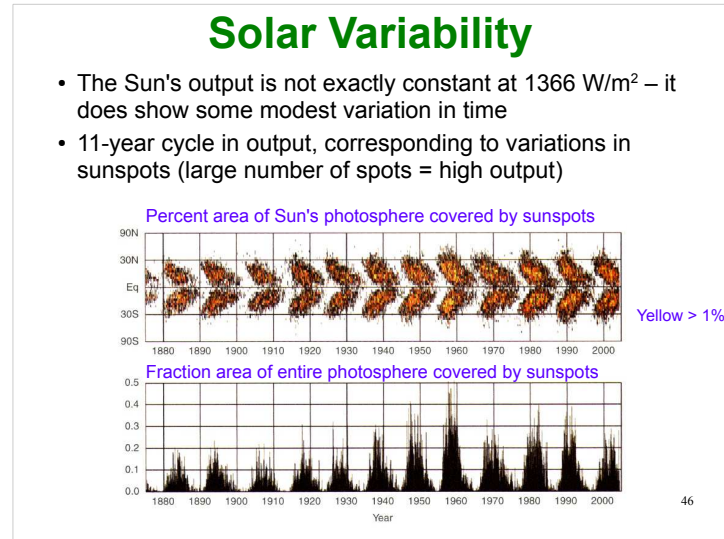 Solar Variability
• The Sun's output is not exactly constant at 1366 W/m² – it
does show some modest variation in time
• 11-year cycle in output, corresponding to variations in
sunspots (large number of spots = high output)
Percent area of Sun's photosphere covered by sunspots
90N
30N
Eq
30S
90S
Yellow > 1%
1880 1890 1900 1910 1920 1930 1940 1950 1960 1970 1980 1990 2000
Fraction area of entire photosphere covered by sunspots
0.5
0.4
0.3
0.2
0.1
0.0
1880 1890 1900 1910 1920 1930 1940 1950 1960 1970 1980 1990 2000
Year
46